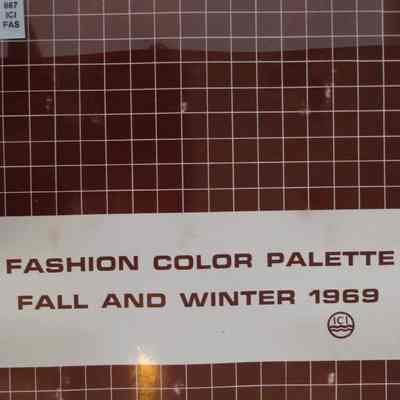 667
ICI
FAS
FASHION COLOR PALETTE
FALL AND WINTER 1969
ICI